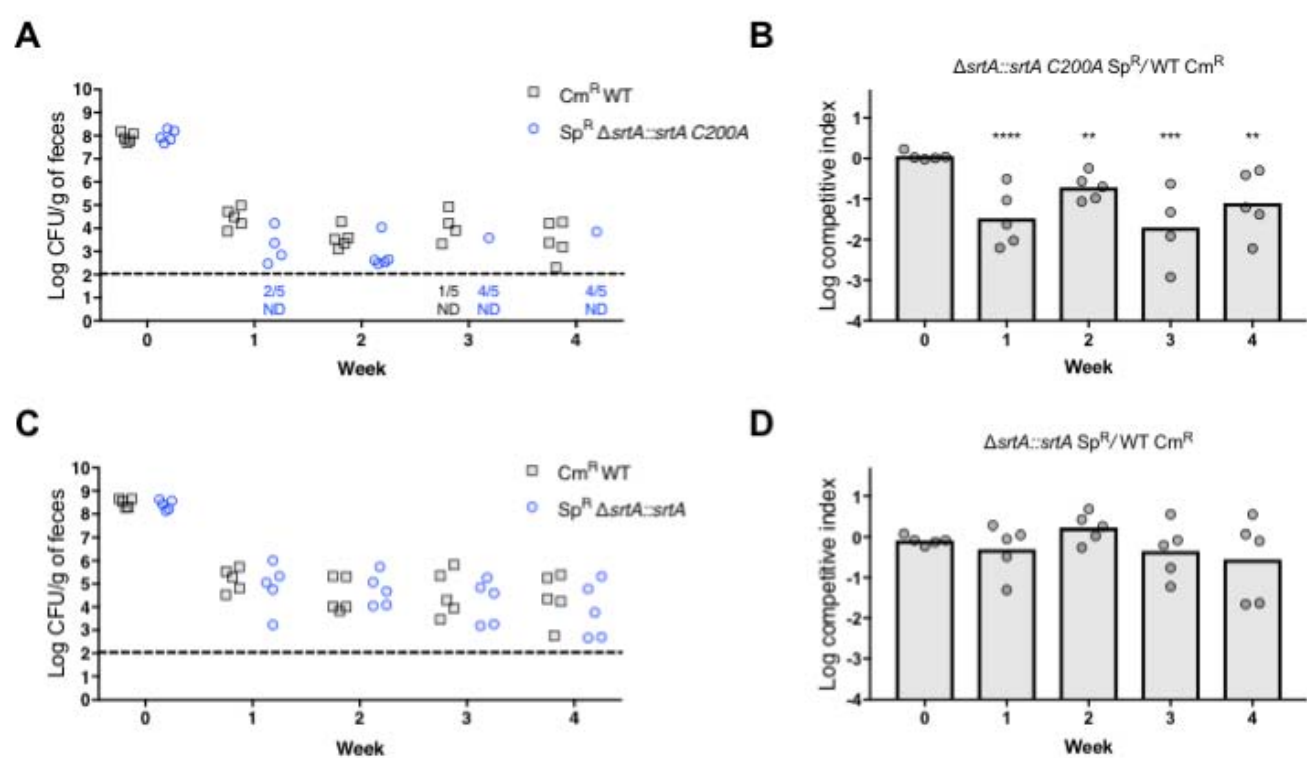 A
Log CFU/g of feces
10
9
8
7
6
5
4
3
2
1
0
Cm^R WT
Sp^R ΔsrtA::srtA C200A
2/5 1/5 4/5 4/5
ND ND ND ND
0 1 2 3 4
Week
B
ΔsrtA::srtA C200A Sp^R/WT Cm^R
Log competitive index
1
0
-1
-2
-3
-4
**** ** *** **
0 1 2 3 4
Week
C
Log CFU/g of feces
10
9
8
7
6
5
4
3
2
1
0
Cm^R WT
Sp^R ΔsrtA::srtA
0 1 2 3 4
Week
D
ΔsrtA::srtA Sp^R/WT Cm^R
Log competitive index
1
0
-1
-2
-3
-4
0 1 2 3 4
Week